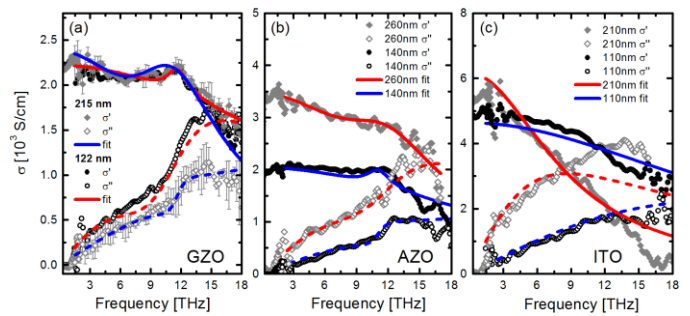 (a)
2.5
2.0
1.5
1.0
0.5
0.0
σ [10³ S/cm]
215 nm
σ'
σ"
fit
122 nm
σ'
σ"
fit
GZO
3 6 9 12 15 18
Frequency [THz]
(b)
5
4
3
2
1
0
260nm σ'
260nm σ"
140nm σ'
140nm σ"
260nm fit
140nm fit
AZO
3 6 9 12 15 18
Frequency [THz]
(c)
8
6
4
2
0
210nm σ'
210nm σ"
110nm σ'
110nm σ"
210nm fit
110nm fit
ITO
3 6 9 12 15 18
Frequency [THz]